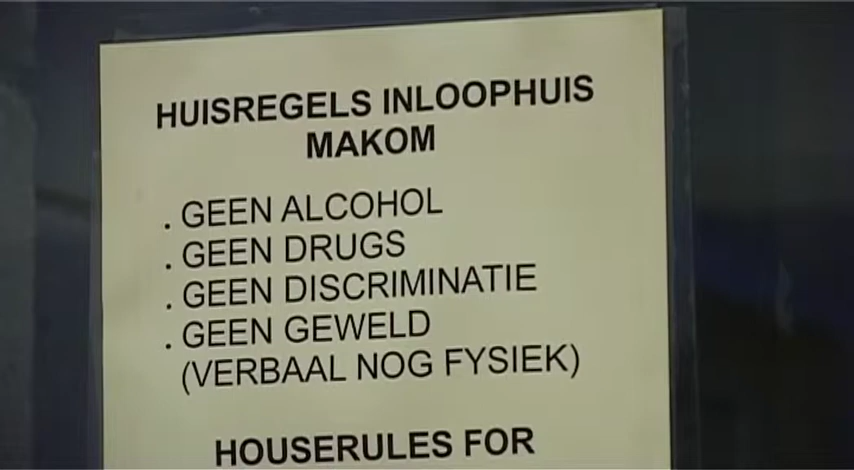 HUISREGELS INLOOPHUIS
MAKOM
. GEEN ALCOHOL
. GEEN DRUGS
. GEEN DISCRIMINATIE
. GEEN GEWELD
(VERBAAL NOG FYSIEK)
HOUSERULES FOR